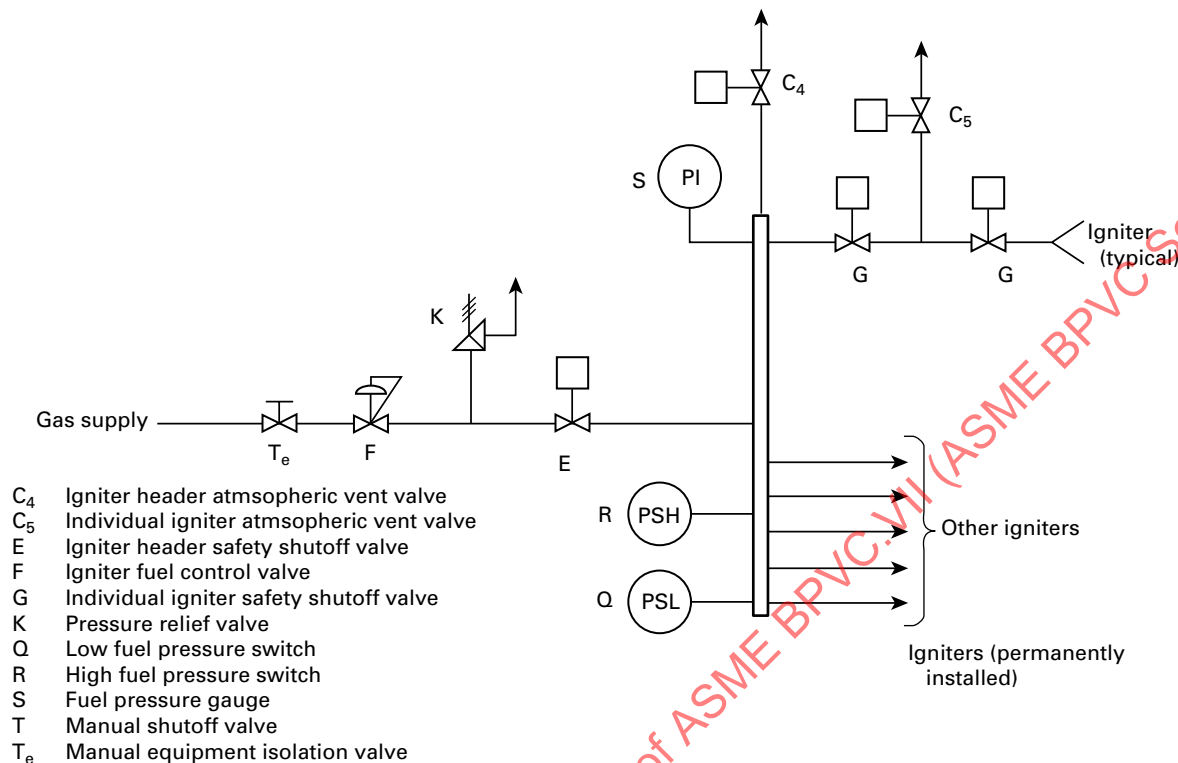 C4
C5
S
PI
G
G
Igniter
(typical)
K
Gas supply
Te
F
E
R
PSH
Q
PSL
Other igniters
Igniters (permanently
installed)
C4 Igniter header atmsopheric vent valve
C5 Individual igniter atmsopheric vent valve
E Igniter header safety shutoff valve
F Igniter fuel control valve
G Individual igniter safety shutoff valve
K Pressure relief valve
Q Low fuel pressure switch
R High fuel pressure switch
S Fuel pressure gauge
T Manual shutoff valve
Te Manual equipment isolation valve
of ASME BPVC.VII (ASME BPVC Se